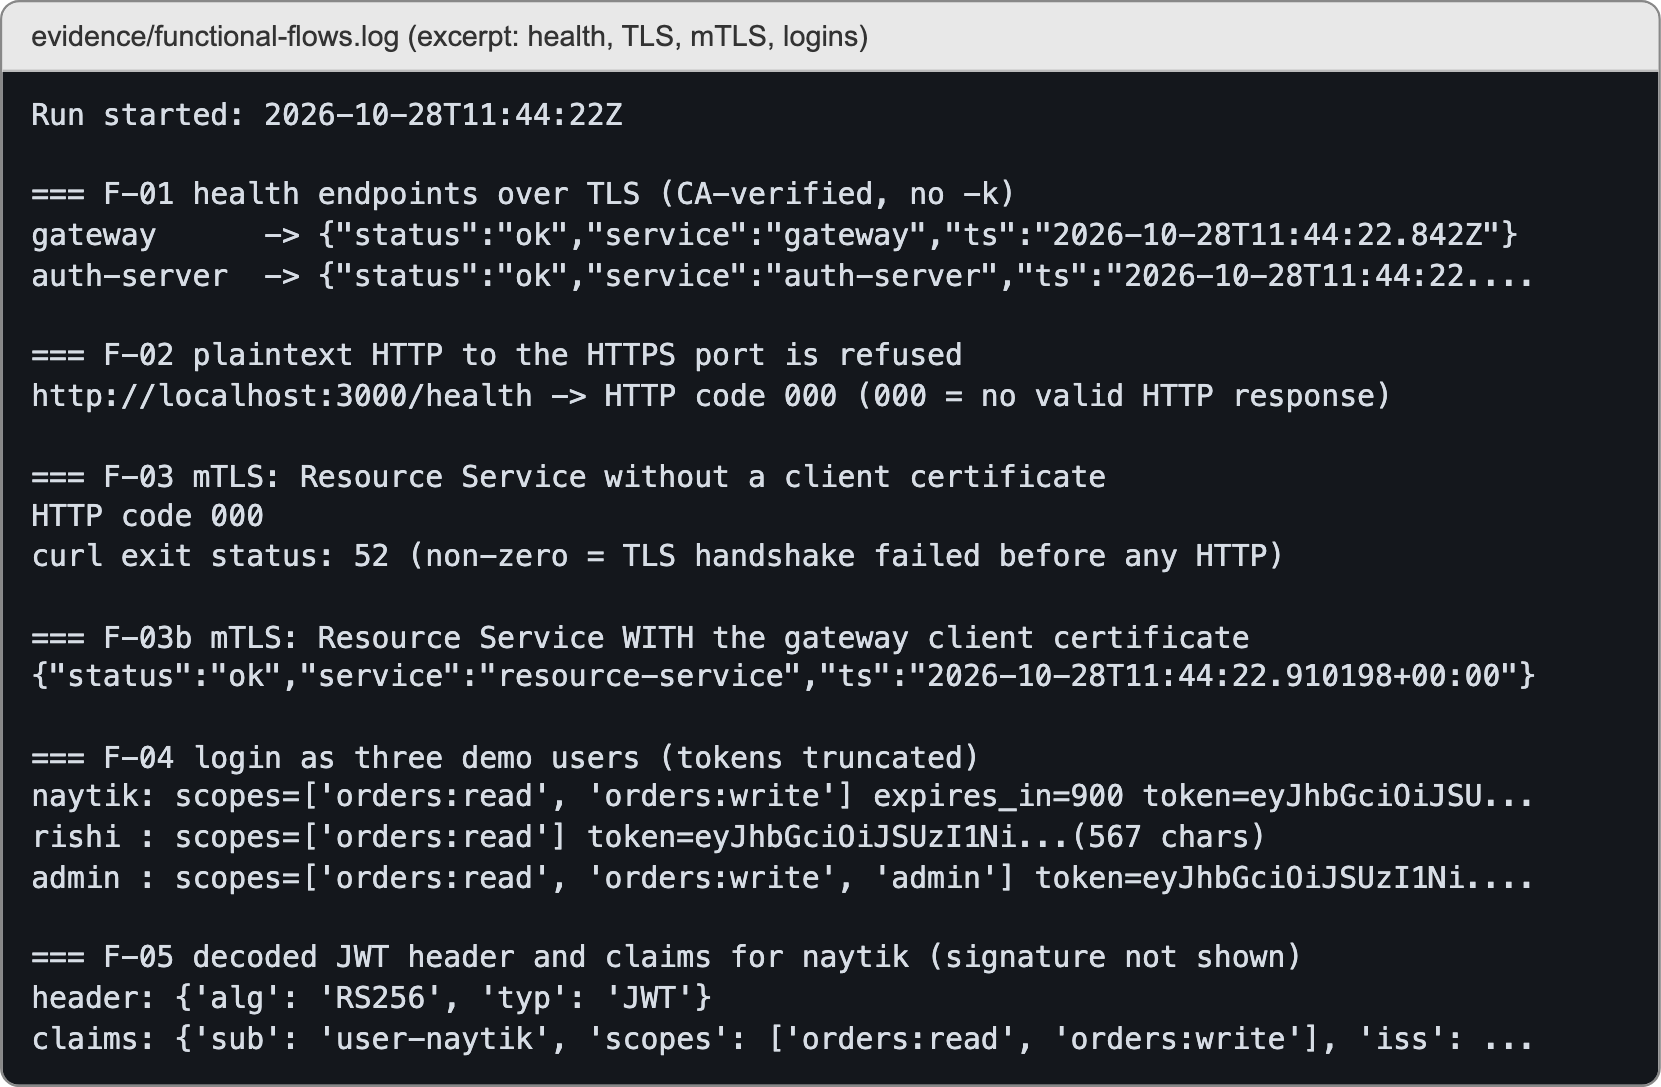 evidence/functional-flows.log (excerpt: health, TLS, mTLS, logins)
Run started: 2026-10-28T11:44:22Z
=== F-01 health endpoints over TLS (CA-verified, no -k)
gateway      -> {"status":"ok","service":"gateway","ts":"2026-10-28T11:44:22.842Z"}
auth-server  -> {"status":"ok","service":"auth-server","ts":"2026-10-28T11:44:22....
=== F-02 plaintext HTTP to the HTTPS port is refused
http://localhost:3000/health -> HTTP code 000 (000 = no valid HTTP response)
=== F-03 mTLS: Resource Service without a client certificate
HTTP code 000
curl exit status: 52 (non-zero = TLS handshake failed before any HTTP)
=== F-03b mTLS: Resource Service WITH the gateway client certificate
{"status":"ok","service":"resource-service","ts":"2026-10-28T11:44:22.910198+00:00"}
=== F-04 login as three demo users (tokens truncated)
naytik: scopes=['orders:read', 'orders:write'] expires_in=900 token=eyJhbGciOiJSU...
rishi : scopes=['orders:read'] token=eyJhbGciOiJSUzI1Ni...(567 chars)
admin : scopes=['orders:read', 'orders:write', 'admin'] token=eyJhbGciOiJSUzI1Ni....
=== F-05 decoded JWT header and claims for naytik (signature not shown)
header: {'alg': 'RS256', 'typ': 'JWT'}
claims: {'sub': 'user-naytik', 'scopes': ['orders:read', 'orders:write'], 'iss': ...